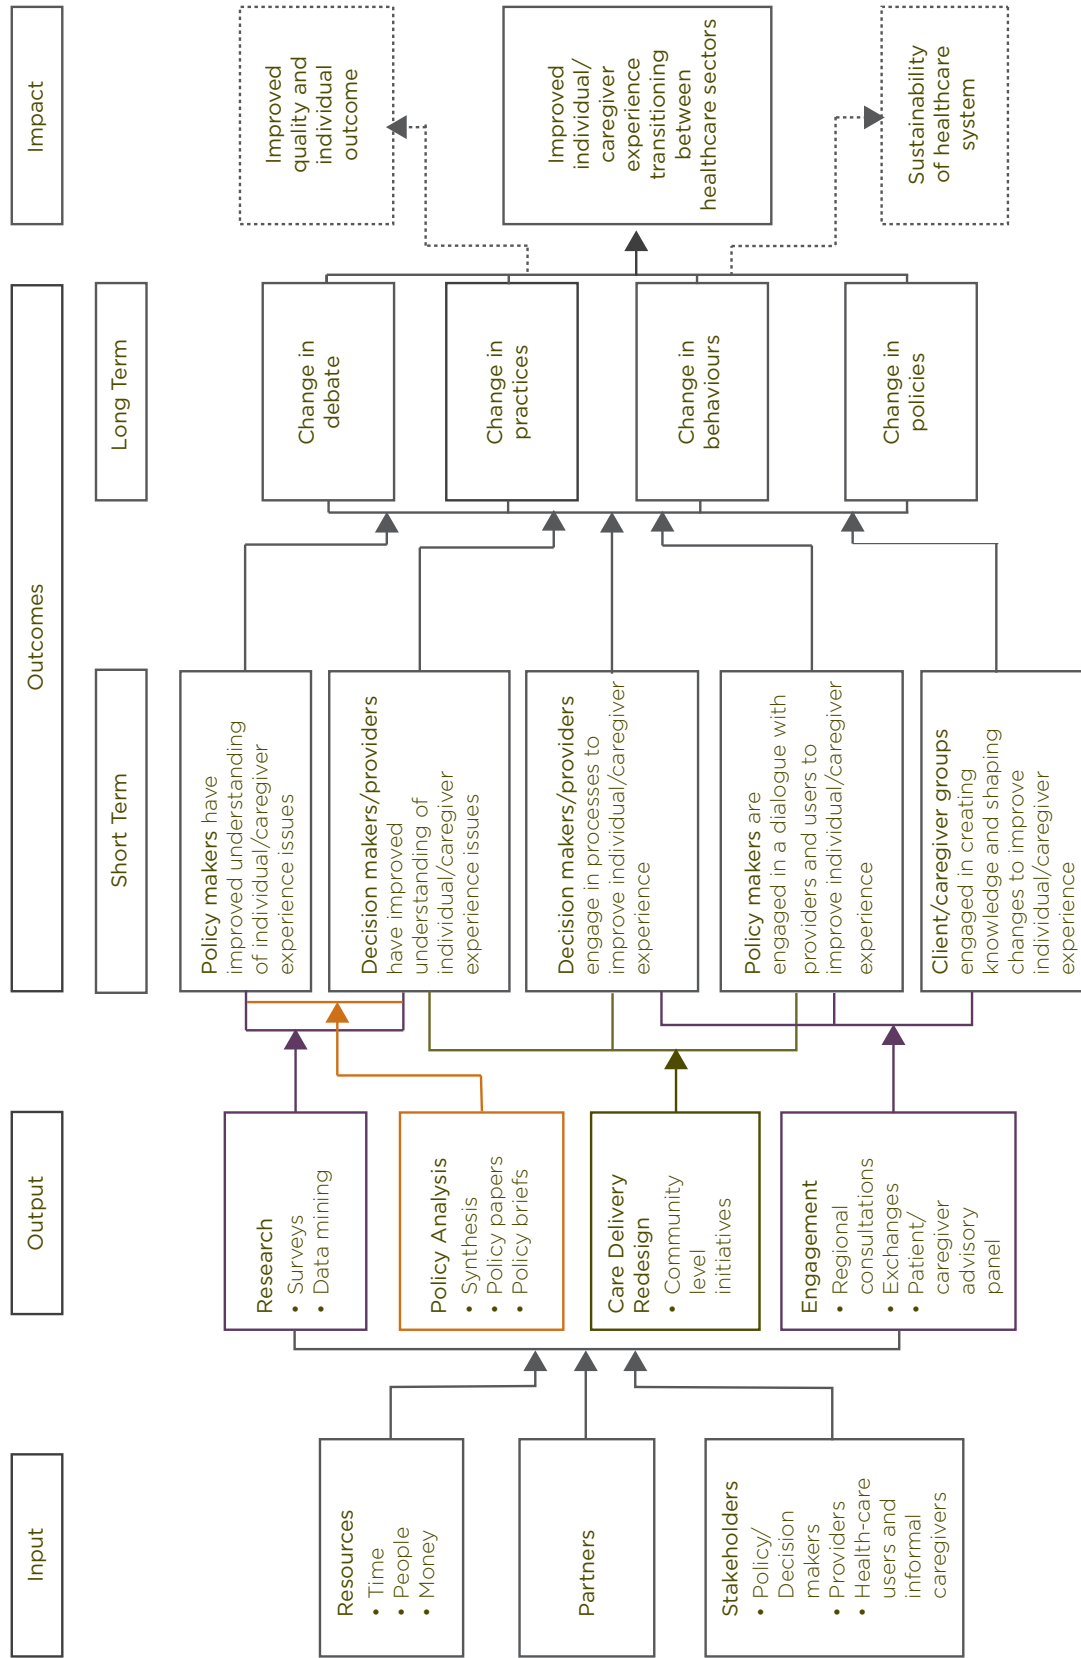 Input
Output
Outcomes
Impact
Short Term
Long Term
Resources
• Time
• People
• Money
Partners
Stakeholders
• Policy/
Decision
makers
• Providers
• Health-care
users and
informal
caregivers
Research
• Surveys
• Data mining
Policy Analysis
• Synthesis
• Policy papers
• Policy briefs
Care Delivery
Redesign
• Community
level
initiatives
Engagement
• Regional
consultations
• Exchanges
• Patient/
caregiver
advisory
panel
Policy makers have
improved understanding
of individual/caregiver
experience issues
Decision makers/providers
have improved
understanding of
individual/caregiver
experience issues
Decision makers/providers
engage in processes to
improve individual/caregiver
experience
Policy makers are
engaged in a dialogue with
providers and users to
improve individual/caregiver
experience
Client/caregiver groups
engaged in creating
knowledge and shaping
changes to improve
individual/caregiver
experience
Change in
debate
Change in
practices
Change in
behaviours
Change in
policies
Improved
quality and
individual
outcome
Improved
individual/
caregiver
experience
transitioning
between
healthcare sectors
Sustainability
of healthcare
system